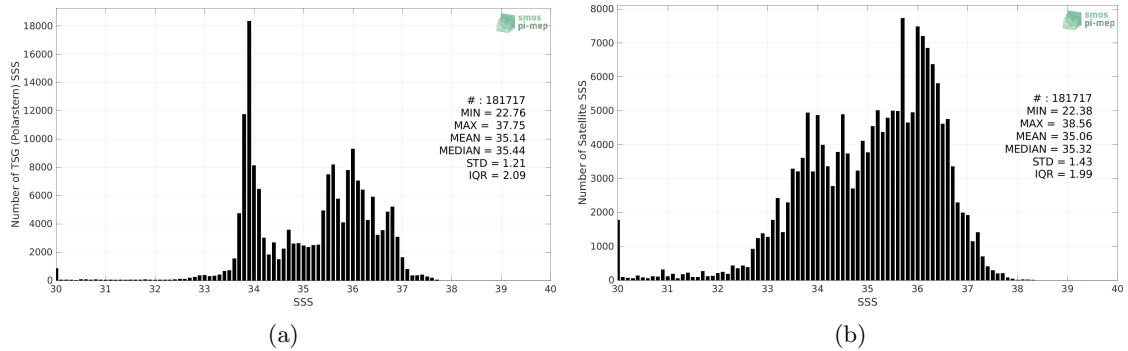 18000
16000
14000
12000
10000
8000
6000
4000
2000
0
Number of TSG (Polarstern) SSS
smos
pi-mep
# : 181717
MIN = 22.76
MAX = 37.75
MEAN = 35.14
MEDIAN = 35.44
STD = 1.21
IQR = 2.09
30 31 32 33 34 35 36 37 38 39 40
SSS
(a)
8000
7000
6000
5000
4000
3000
2000
1000
0
Number of Satellite SSS
smos
pi-mep
# : 181717
MIN = 22.38
MAX = 38.56
MEAN = 35.06
MEDIAN = 35.32
STD = 1.43
IQR = 1.99
30 31 32 33 34 35 36 37 38 39 40
SSS
(b)